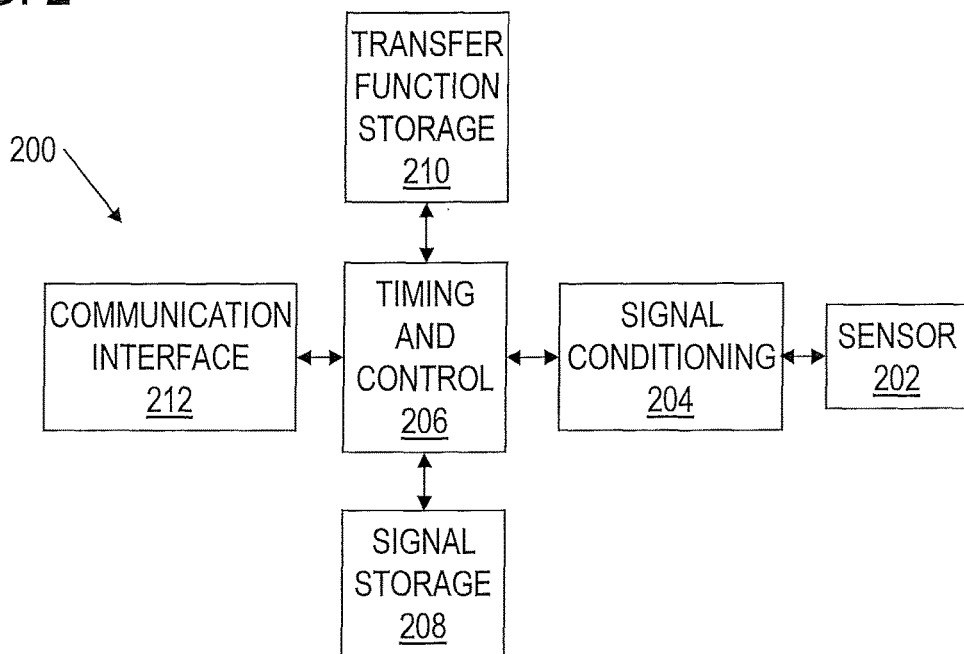 TRANSFER
FUNCTION
STORAGE
210
200
COMMUNICATION
INTERFACE
212
TIMING
AND
CONTROL
206
SIGNAL
CONDITIONING
204
SENSOR
202
SIGNAL
STORAGE
208